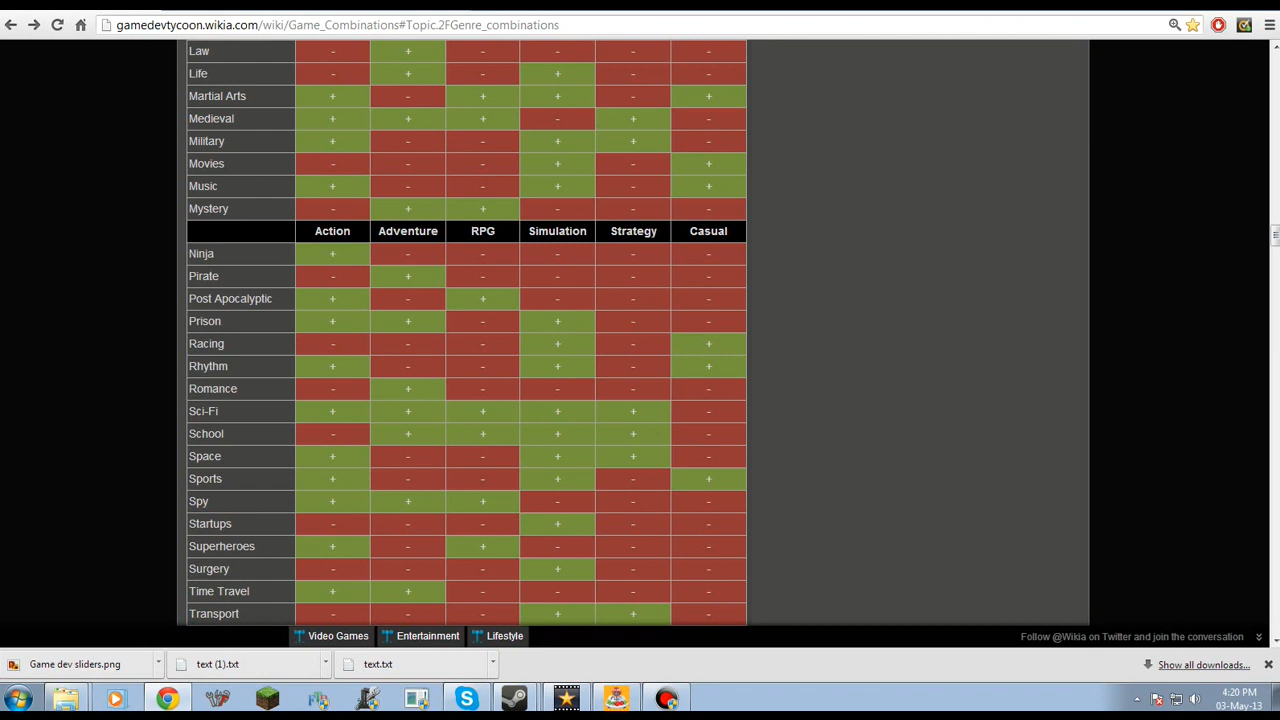 gamedevtycoon.wikia.com/wiki/Game_Combinations#Topic.2FGenre_combinations
Law - + - - - -
Life - + - + - -
Martial Arts + - + + - +
Medieval + + + - + -
Military + - - + + -
Movies - - - + - +
Music + - - + - +
Mystery - + + - - -
Action Adventure RPG Simulation Strategy Casual
Ninja + - - - - -
Pirate - + - - - -
Post Apocalyptic + - + - - -
Prison + + - + - -
Racing - - - + - +
Rhythm + - - + - +
Romance - + - - - -
Sci-Fi + + + + + -
School - + + + + -
Space + - - + + -
Sports + - - + - +
Spy + + + - - -
Startups - - - + - -
Superheroes + - + - - -
Surgery - - - + - -
Time Travel + + - - - -
Transport - - - + + -
Video Games Entertainment Lifestyle
Follow @Wikia on Twitter and join the conversation
Game dev sliders.png text (1).txt text.txt Show all downloads...
4:20 PM
03-May-13